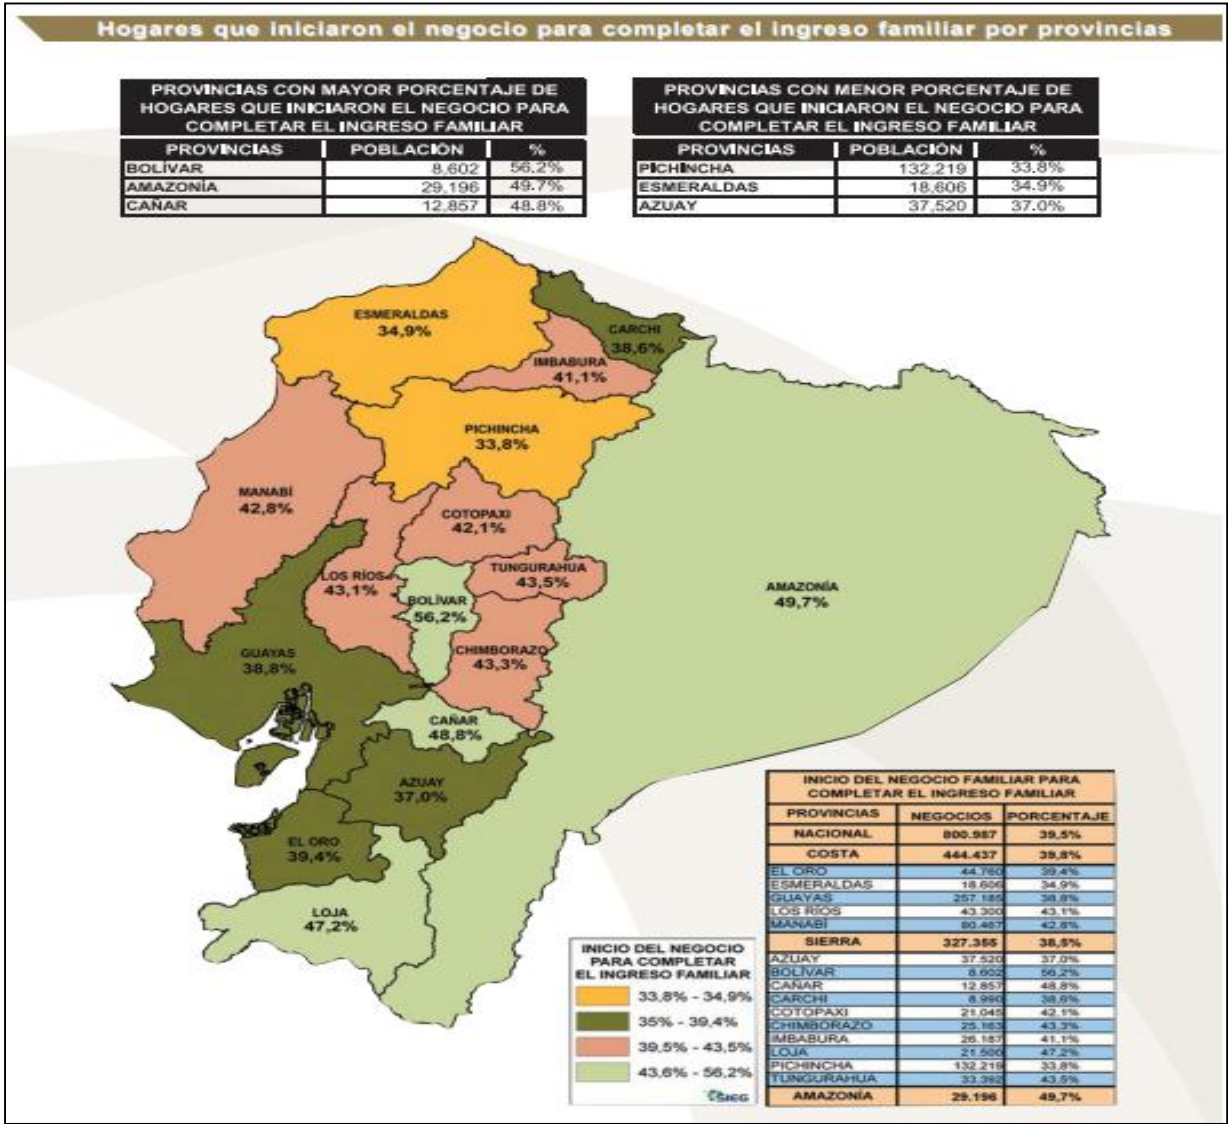 Hogares que iniciaron el negocio para completar el ingreso familiar por provincias
PROVINCIAS CON MAYOR PORCENTAJE DE
HOGARES QUE INICIARON EL NEGOCIO PARA
COMPLETAR EL INGRESO FAMILIAR
PROVINCIAS POBLACIÓN %
BOLÍVAR 8,602 56.2%
AMAZONÍA 29,196 49.7%
CAÑAR 12,857 48.8%
PROVINCIAS CON MENOR PORCENTAJE DE
HOGARES QUE INICIARON EL NEGOCIO PARA
COMPLETAR EL INGRESO FAMILIAR
PROVINCIAS POBLACIÓN %
PICHINCHA 132,219 33.8%
ESMERALDAS 18,606 34.9%
AZUAY 37,520 37.0%
ESMERALDAS
34,9%
CARCHI
38,6%
IMBABURA
41,1%
PICHINCHA
33,8%
MANABÍ
42,8%
COTOPAXI
42,1%
LOS RÍOS
43,1%
TUNGURAHUA
43,5%
BOLÍVAR
56,2%
AMAZONÍA
49,7%
GUAYAS
38,8%
CHIMBORAZO
43,3%
CAÑAR
48,8%
AZUAY
37,0%
EL ORO
39,4%
LOJA
47,2%
INICIO DEL NEGOCIO
PARA COMPLETAR
EL INGRESO FAMILIAR
33,8% - 34,9%
35% - 39,4%
39,5% - 43,5%
43,6% - 56,2%
SIEG
INICIO DEL NEGOCIO FAMILIAR PARA
COMPLETAR EL INGRESO FAMILIAR
PROVINCIAS NEGOCIOS PORCENTAJE
NACIONAL 800.987 39,5%
COSTA 444.437 39,8%
EL ORO 44.760 39,4%
ESMERALDAS 18.606 34,9%
GUAYAS 257.185 38,8%
LOS RÍOS 43.300 43,1%
MANABÍ 80.467 42,8%
SIERRA 327.355 38,5%
AZUAY 37.520 37,0%
BOLÍVAR 8.602 56,2%
CAÑAR 12.857 48,8%
CARCHI 8.990 38,6%
COTOPAXI 21.045 42,1%
CHIMBORAZO 25.163 43,3%
IMBABURA 26.187 41,1%
LOJA 21.500 47,2%
PICHINCHA 132.219 33,8%
TUNGURAHUA 33.392 43,5%
AMAZONÍA 29.196 49,7%